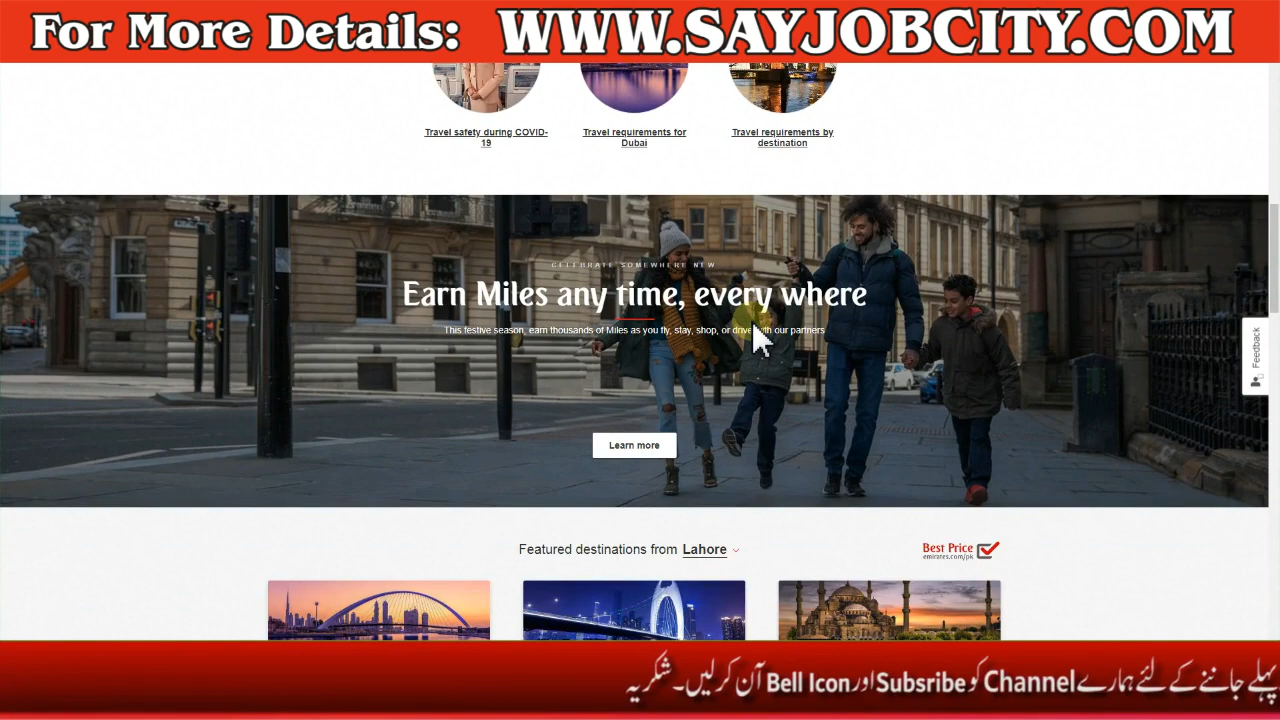 For More Details: WWW.SAYJOBCITY.COM
Travel safety during COVID-
19
Travel requirements for
Dubai
Travel requirements by
destination
CELEBRATE SOMEWHERE NEW
Earn Miles any time, every where
This festive season, earn thousands of Miles as you fly, stay, shop, or drive with our partners
Learn more
Feedback
Featured destinations from Lahore
Best Price
emirates.com/pk
پہلے جاننے کے لئے ہمارے Channel کو Subsribe اور Bell Icon آن کرلیں۔ شکریہ